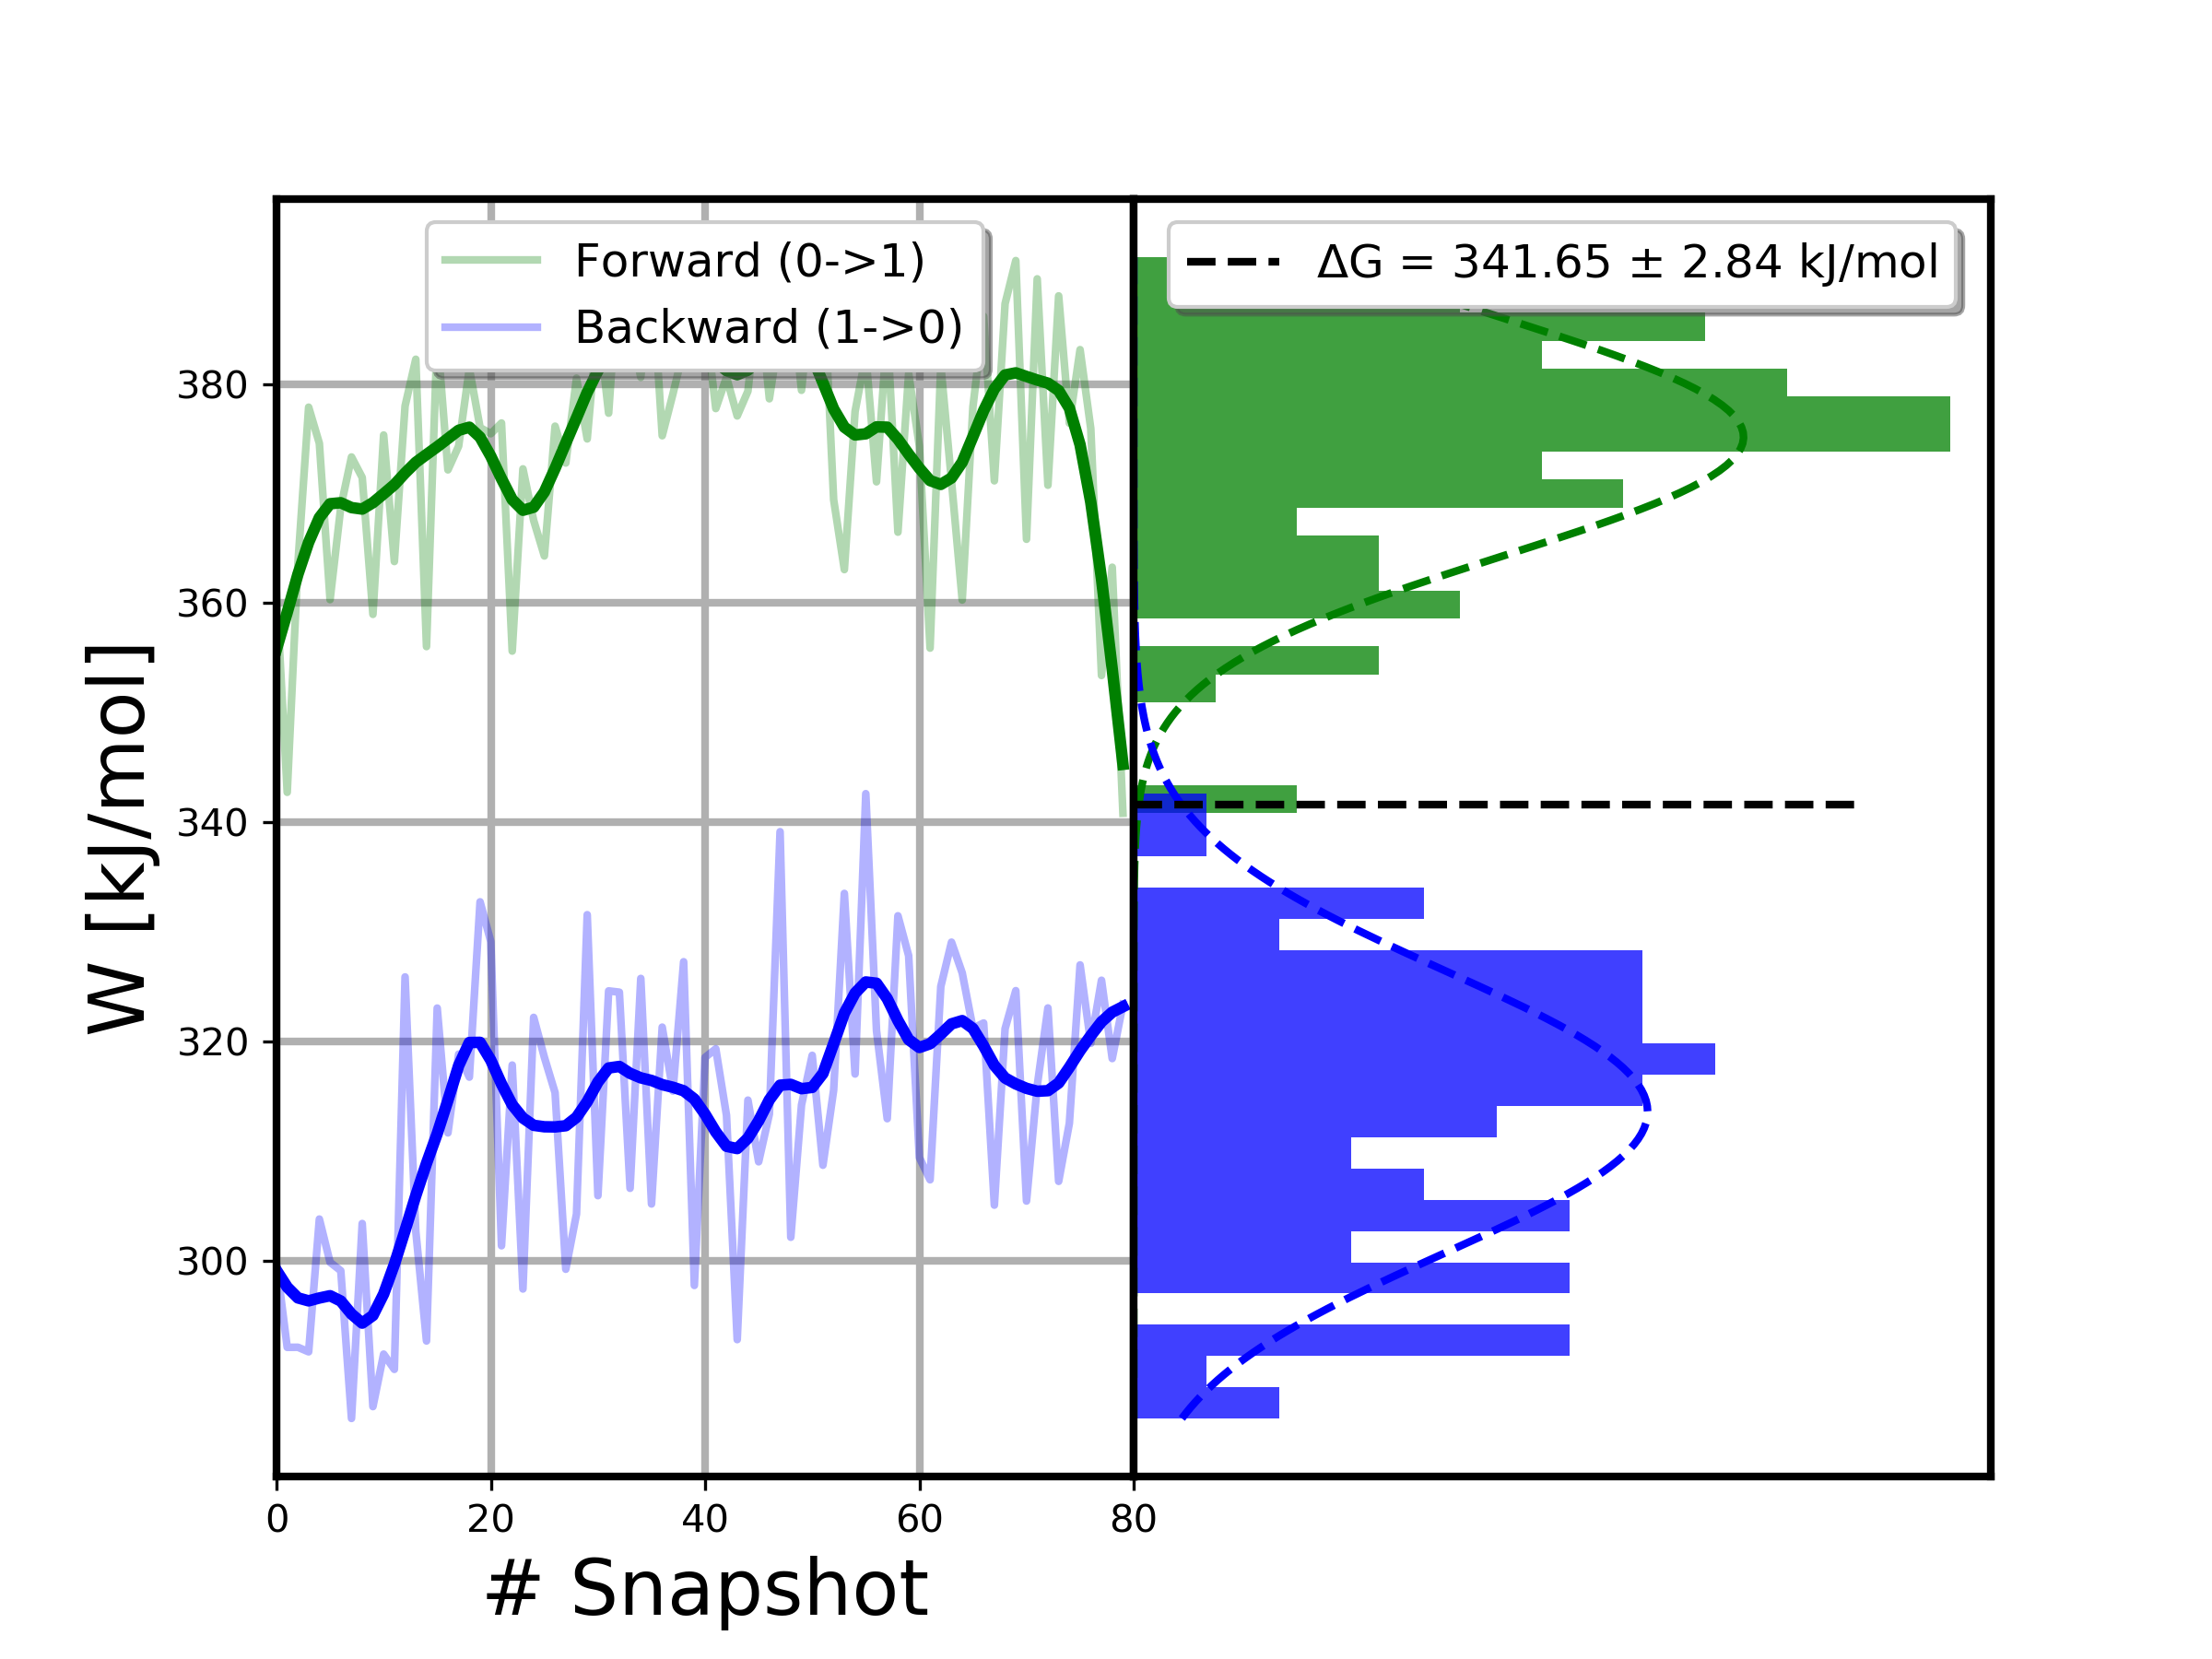 Forward (0->1)
Backward (1->0)
ΔG = 341.65 ± 2.84 kJ/mol
W [kJ/mol]
380
360
340
320
300
0 20 40 60 80
# Snapshot